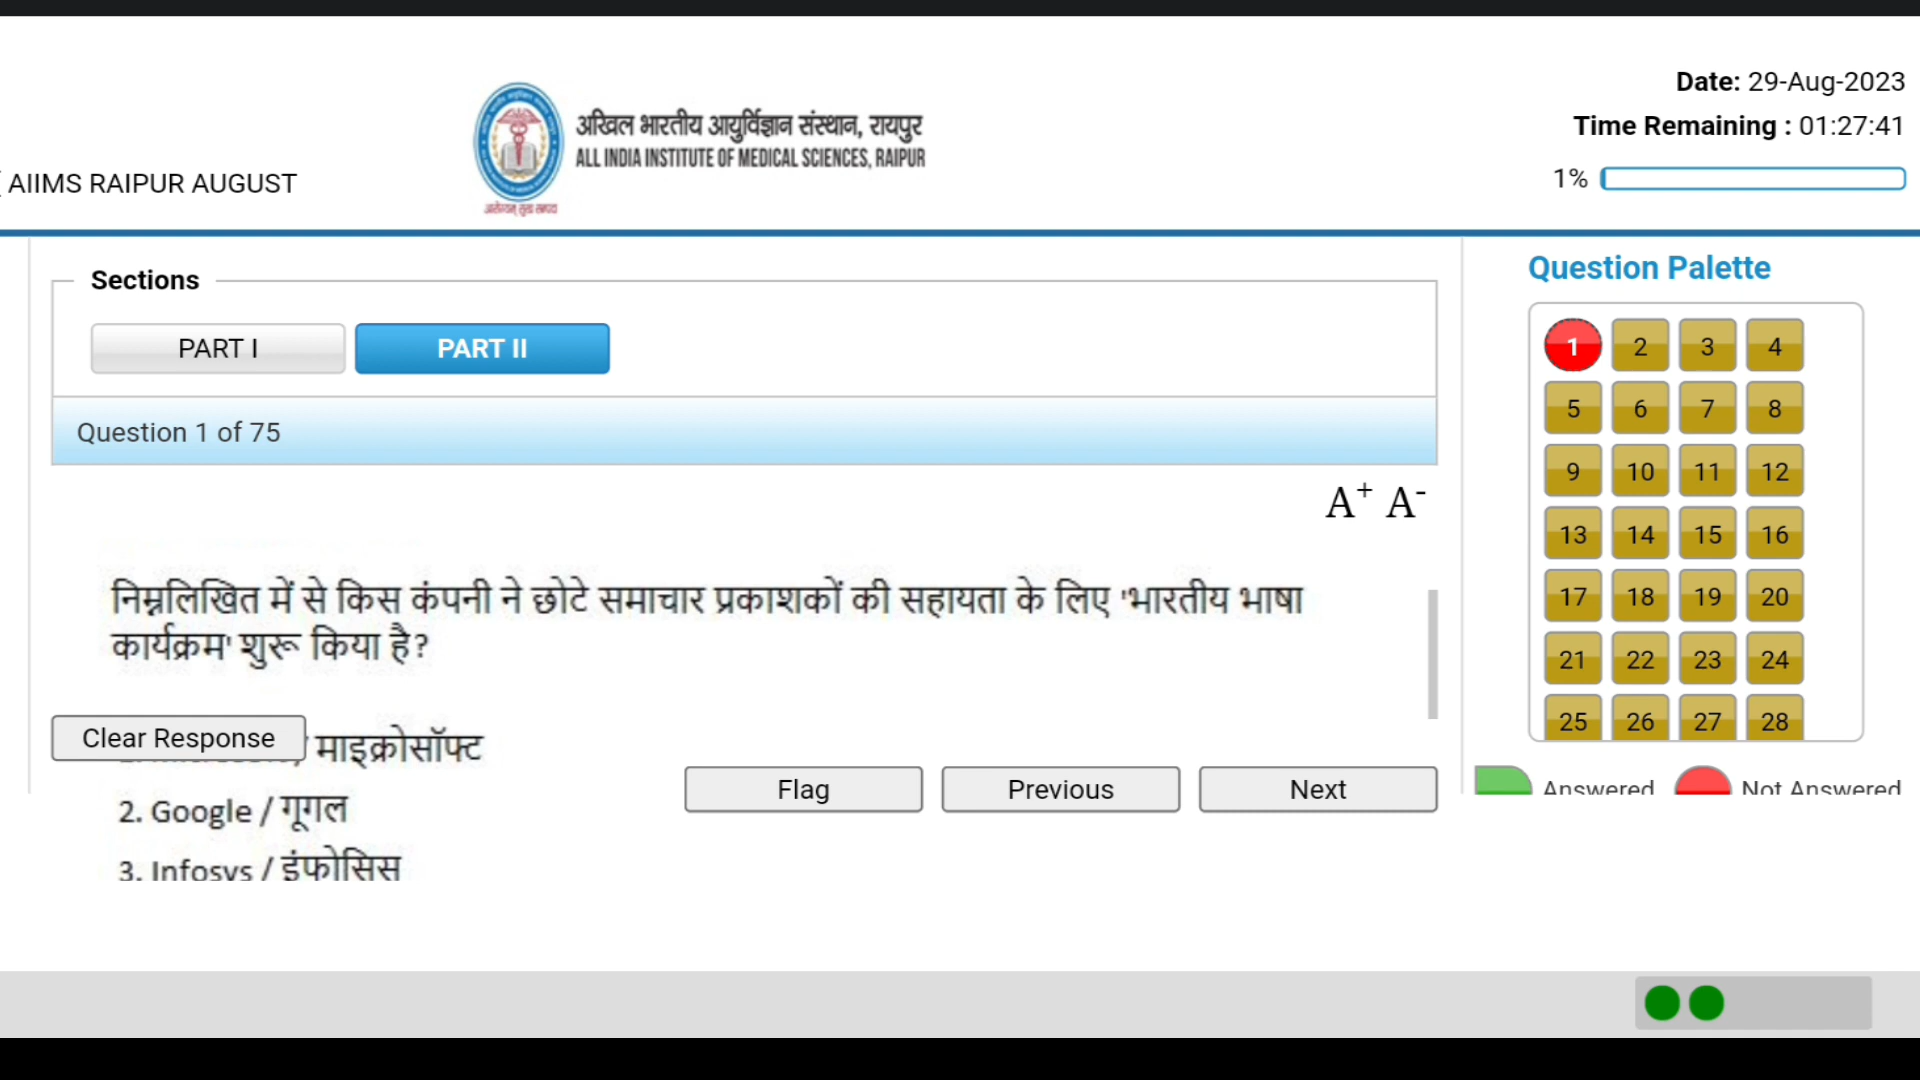 Date: 29-Aug-2023
Time Remaining : 01:27:41
1%
अखिल भारतीय आयुर्विज्ञान संस्थान, रायपुर
ALL INDIA INSTITUTE OF MEDICAL SCIENCES, RAIPUR
AIIMS RAIPUR AUGUST
Sections
PART I PART II
Question 1 of 75
A+ A-
निम्नलिखित में से किस कंपनी ने छोटे समाचार प्रकाशकों की सहायता के लिए 'भारतीय भाषा
कार्यक्रम' शुरू किया है?
Clear Response
माइक्रोसॉफ्ट
2. Google / गूगल
3. Infosys / इंफोसिस
Flag Previous Next
Question Palette
1 2 3 4
5 6 7 8
9 10 11 12
13 14 15 16
17 18 19 20
21 22 23 24
25 26 27 28
Answered Not Answered